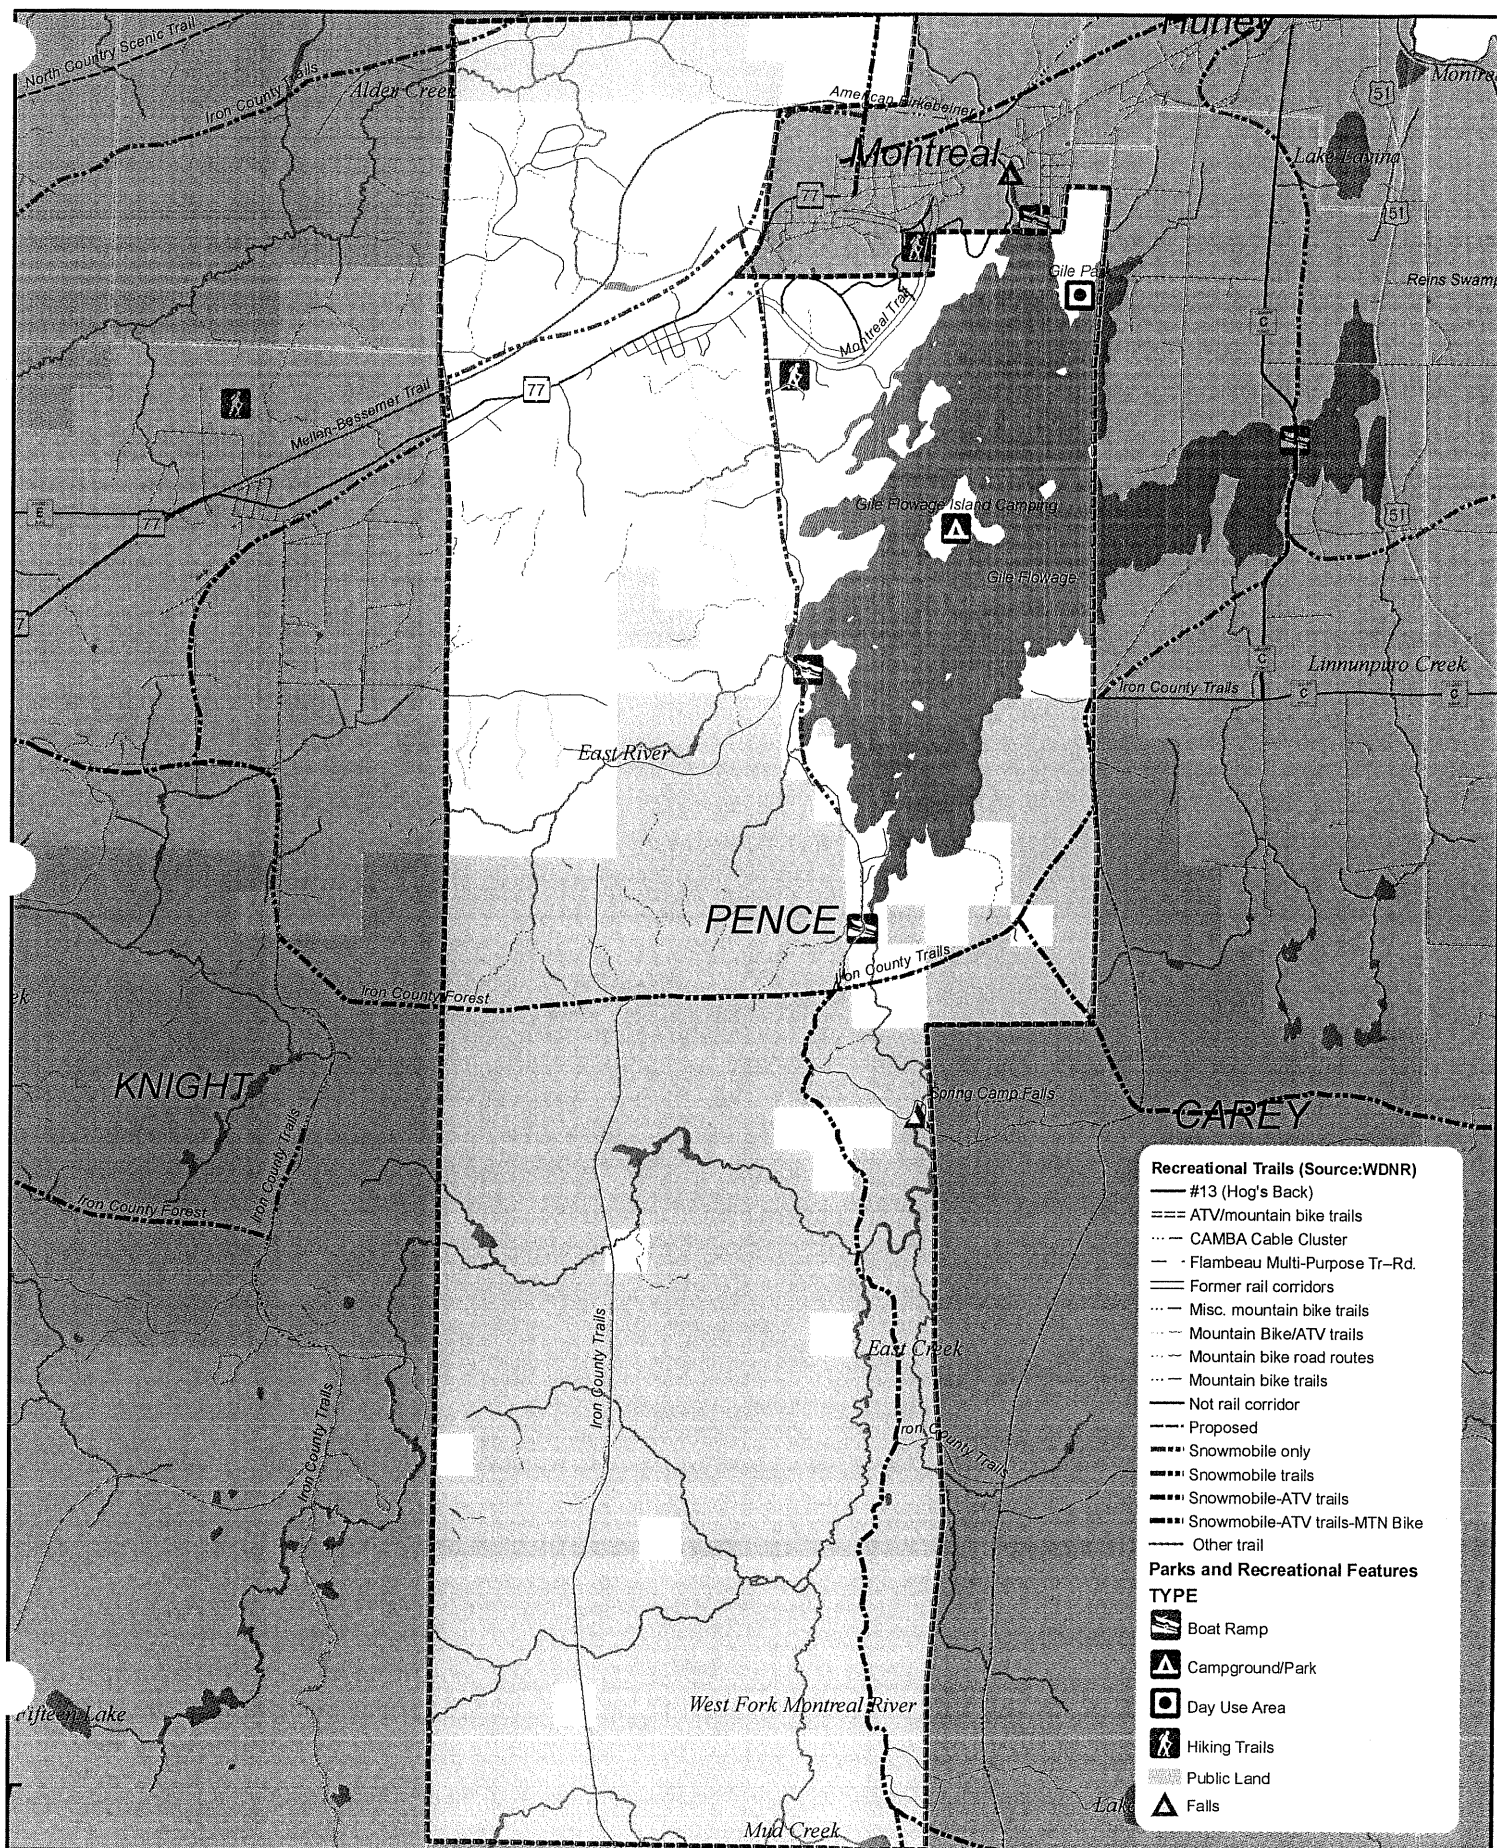 Hurley
North Country Scenic Trail
Iron County Trails
Alden Creek
American Birkebeiner
51
Montreal
Lake Lavina
77
51
Gile Park
Reins Swamp
Montreal Trail
C
77
Mellen-Bessemer Trail
E
77
Gile Flowage Island Camping
51
Gile Flowage
7
C
Linnunpuro Creek
Iron County Trails
C
C
East River
PENCE
Iron County Trails
Iron County Forest
KNIGHT
Spring Camp Falls
CAREY
Iron County Trails
Iron County Forest
Iron County Trails
East Creek
Iron County Trails
Iron County Trails
West Fork Montreal River
Fifteen Lake
Mud Creek
Recreational Trails (Source:WDNR)
#13 (Hog's Back)
ATV/mountain bike trails
CAMBA Cable Cluster
Flambeau Multi-Purpose Tr–Rd.
Former rail corridors
Misc. mountain bike trails
Mountain Bike/ATV trails
Mountain bike road routes
Mountain bike trails
Not rail corridor
Proposed
Snowmobile only
Snowmobile trails
Snowmobile-ATV trails
Snowmobile-ATV trails-MTN Bike
Other trail
Parks and Recreational Features
TYPE
Boat Ramp
Campground/Park
Day Use Area
Hiking Trails
Public Land
Falls